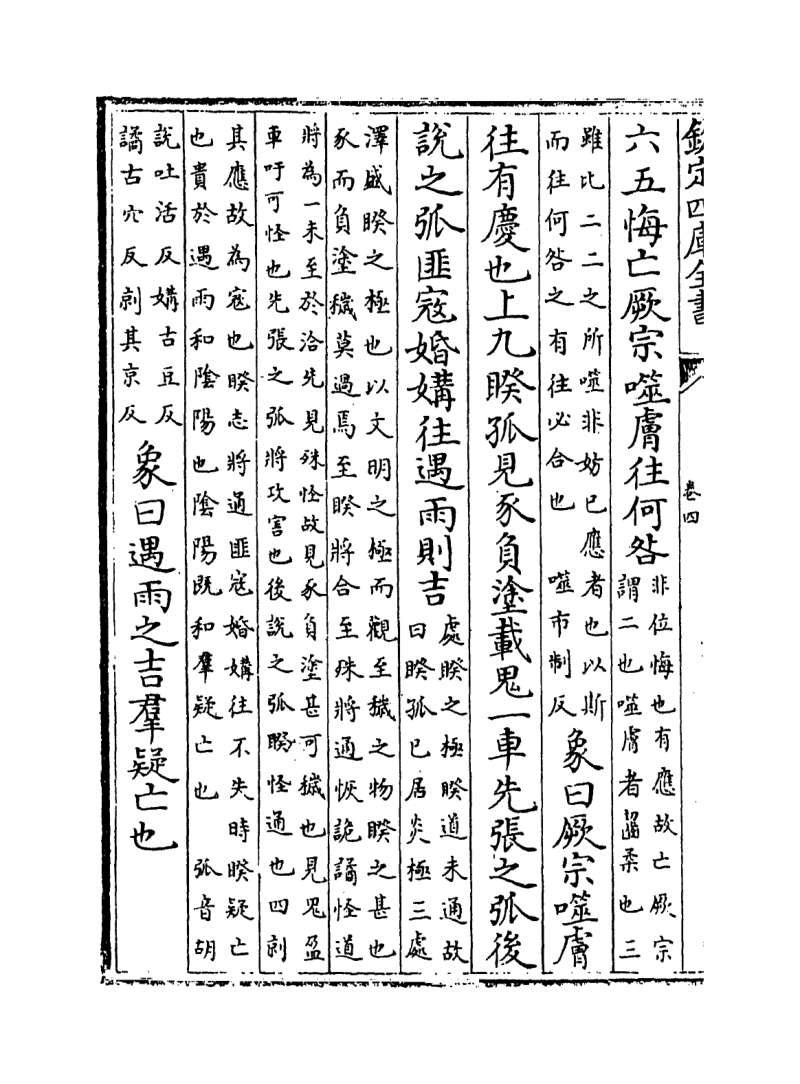 欽定四庫全書 卷四
六五悔亡厥宗噬膚往何咎
非位悔也有應故亡厥宗
謂二也噬膚者齧柔也三
雖比二二之所噬非妨已應者也以斯
而往何咎之有往必合也 噬市制反
象曰厥宗噬膚
往有慶也上九睽孤見豕負塗載鬼一車先張之弧後
說之弧匪寇婚媾往遇雨則吉
處睽之極睽道未通故
曰睽孤已居炎極三處
澤盛睽之極也以文明之極而觀至穢之物睽之甚也
豕而負塗穢莫過焉至睽將合至殊將通恢詭譎怪道
將為一未至於洽先見殊怪故見豕負塗甚可穢也見鬼盈
車吁可怪也先張之弧將攻害也後說之弧睽怪通也四剠
其應故為寇也睽志將通匪寇婚媾往不失時睽疑亡
也貴於遇雨和陰陽也陰陽既和羣疑亡也 弧音胡
說吐活反媾古豆反
譎古穴反剠其京反
象曰遇雨之吉羣疑亡也